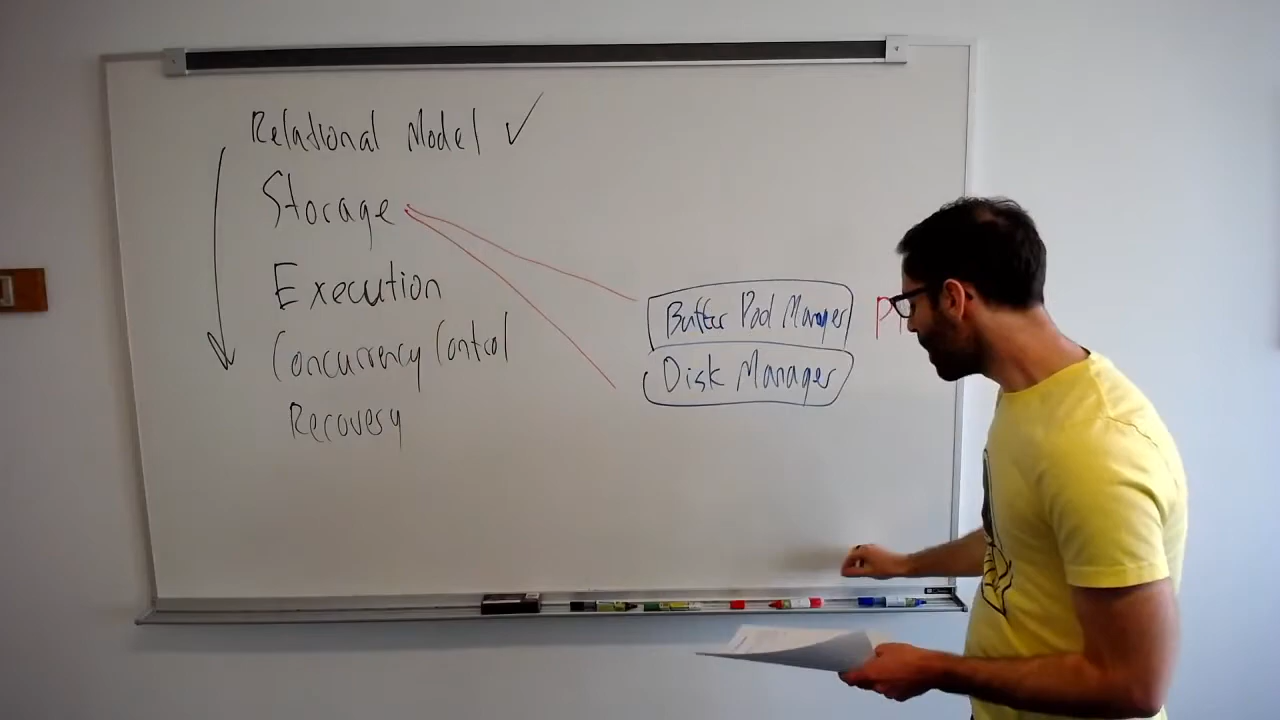 Relational Model ✓
Storage
Execution
Concurrency Control
Recovery
Buffer Pool Manager
Disk Manager